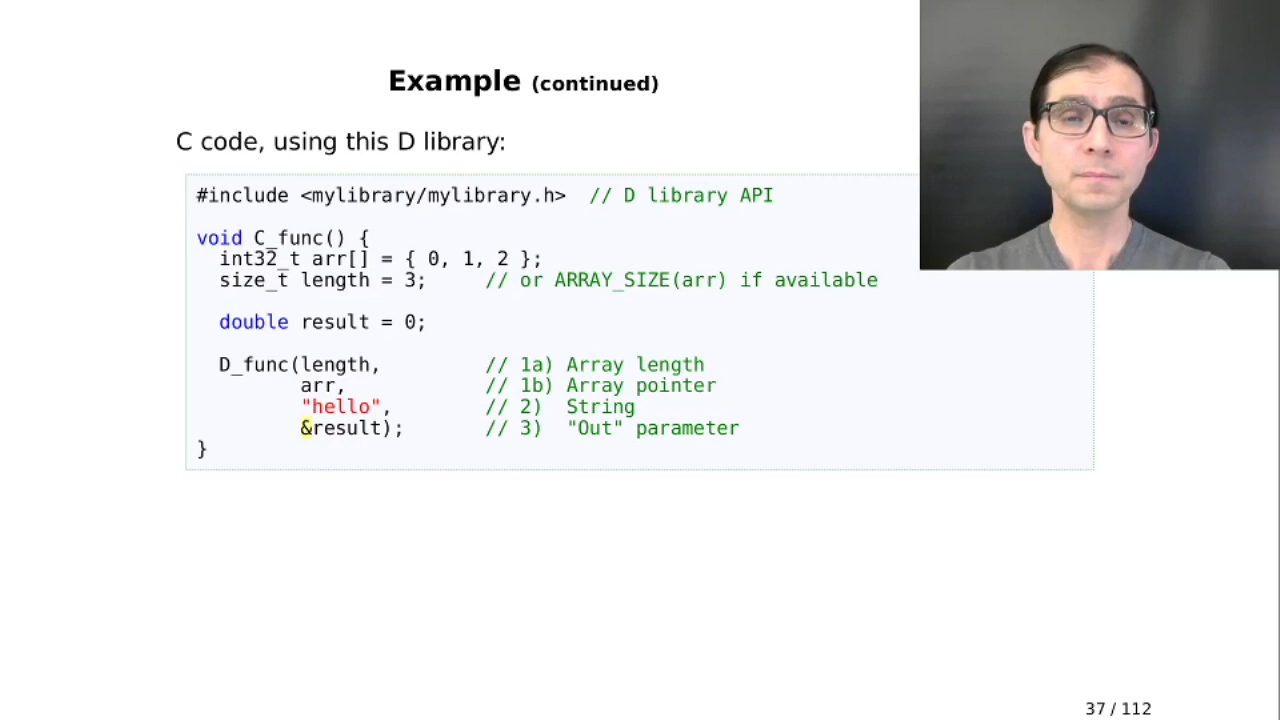 Example (continued)
C code, using this D library:
#include <mylibrary/mylibrary.h>  // D library API
void C_func() {
  int32_t arr[] = { 0, 1, 2 };
  size_t length = 3;     // or ARRAY_SIZE(arr) if available
  double result = 0;
  D_func(length,         // 1a) Array length
         arr,            // 1b) Array pointer
         "hello",        // 2)  String
         &result);       // 3)  "Out" parameter
}
37 / 112